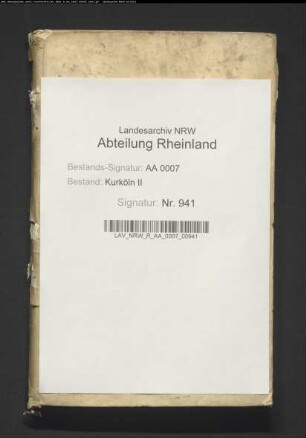 Landesarchiv NRW
Abteilung Rheinland
Bestands-Signatur: AA 0007
Bestand: Kurköln II
Signatur: Nr. 941
LAV_NRW_R_AA_0007_00941